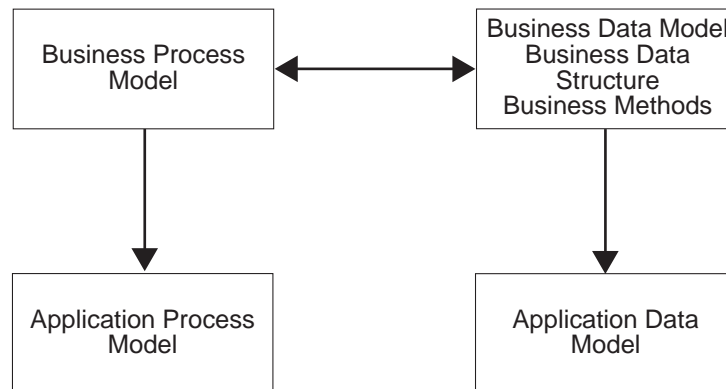 Business Process
Model
Business Data Model
Business Data
Structure
Business Methods
Application Process
Model
Application Data
Model